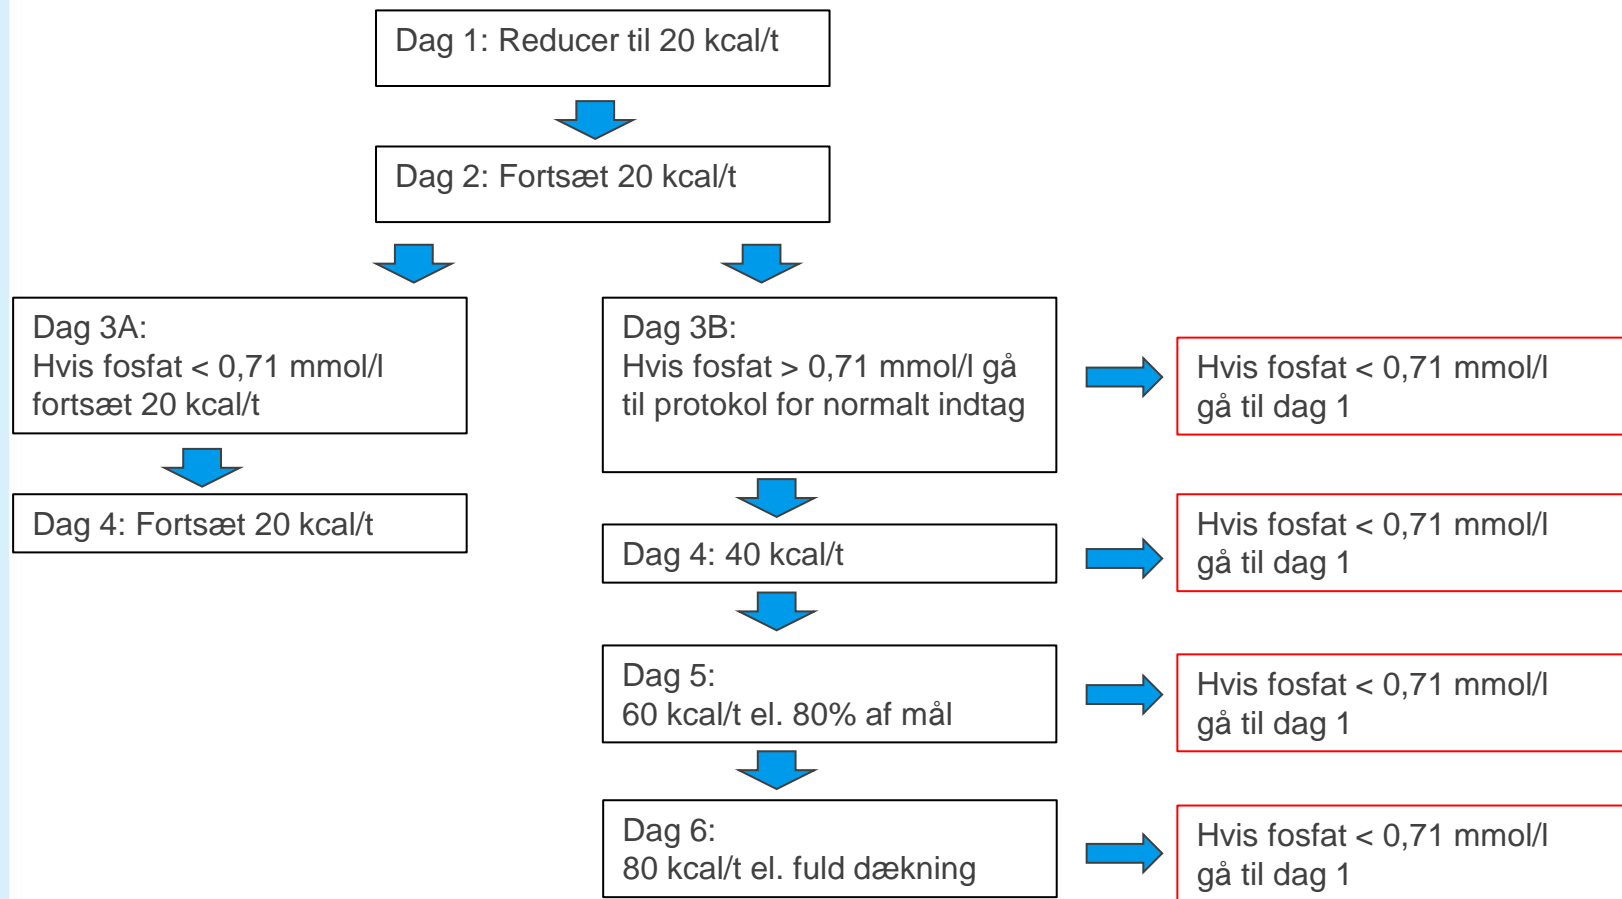 Dag 1: Reducer til 20 kcal/t
Dag 2: Fortsæt 20 kcal/t
Dag 3A:
Hvis fosfat < 0,71 mmol/l
fortsæt 20 kcal/t
Dag 4: Fortsæt 20 kcal/t
Dag 3B:
Hvis fosfat > 0,71 mmol/l gå
til protokol for normalt indtag
Hvis fosfat < 0,71 mmol/l
gå til dag 1
Dag 4: 40 kcal/t
Hvis fosfat < 0,71 mmol/l
gå til dag 1
Dag 5:
60 kcal/t el. 80% af mål
Hvis fosfat < 0,71 mmol/l
gå til dag 1
Dag 6:
80 kcal/t el. fuld dækning
Hvis fosfat < 0,71 mmol/l
gå til dag 1